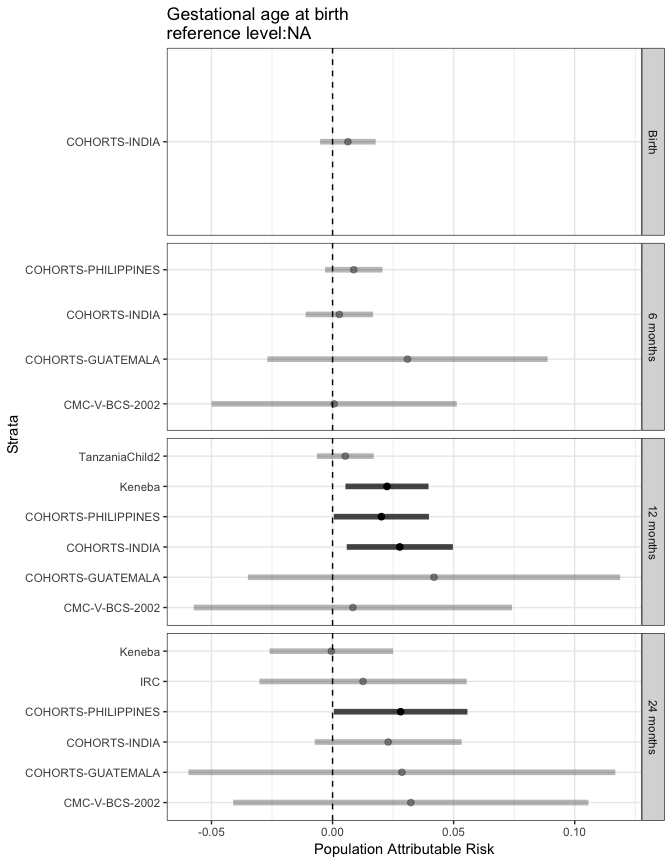 Gestational age at birth
reference level:NA
Strata
COHORTS-INDIA
Birth
COHORTS-PHILIPPINES
COHORTS-INDIA
COHORTS-GUATEMALA
CMC-V-BCS-2002
6 months
TanzaniaChild2
Keneba
COHORTS-PHILIPPINES
COHORTS-INDIA
COHORTS-GUATEMALA
CMC-V-BCS-2002
12 months
Keneba
IRC
COHORTS-PHILIPPINES
COHORTS-INDIA
COHORTS-GUATEMALA
CMC-V-BCS-2002
24 months
-0.05 0.00 0.05 0.10
Population Attributable Risk